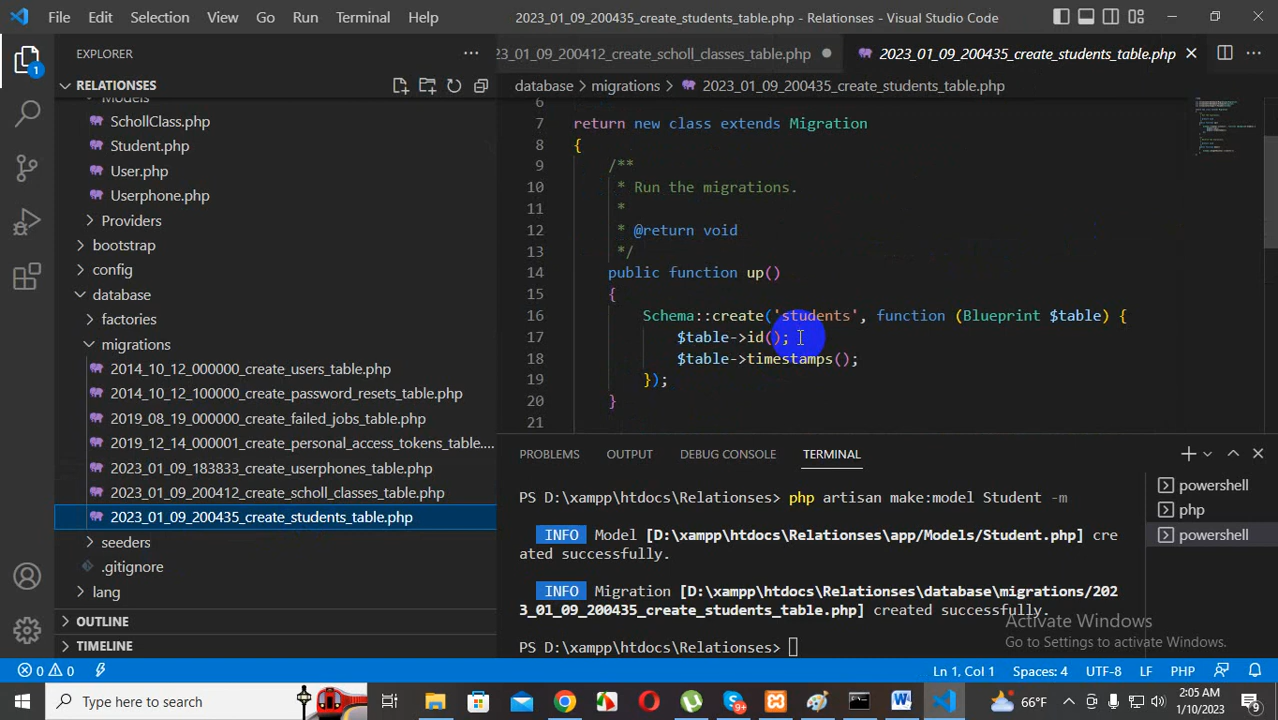 File Edit Selection View Go Run Terminal Help 2023_01_09_200435_create_students_table.php - Relationses - Visual Studio Code
EXPLORER
RELATIONSES
Models
SchollClass.php
Student.php
User.php
Userphone.php
Providers
bootstrap
config
database
factories
migrations
2014_10_12_000000_create_users_table.php
2014_10_12_100000_create_password_resets_table.php
2019_08_19_000000_create_failed_jobs_table.php
2019_12_14_000001_create_personal_access_tokens_table....
2023_01_09_183833_create_userphones_table.php
2023_01_09_200412_create_scholl_classes_table.php
2023_01_09_200435_create_students_table.php
seeders
.gitignore
lang
OUTLINE
TIMELINE
1
23_01_09_200412_create_scholl_classes_table.php 2023_01_09_200435_create_students_table.php
database > migrations > 2023_01_09_200435_create_students_table.php
6
7 return new class extends Migration
8 {
9 /**
10 * Run the migrations.
11 *
12 * @return void
13 */
14 public function up()
15 {
16 Schema::create('students', function (Blueprint $table) {
17 $table->id();
18 $table->timestamps();
19 });
20 }
21
PROBLEMS OUTPUT DEBUG CONSOLE TERMINAL
PS D:\xampp\htdocs\Relationses> php artisan make:model Student -m
INFO Model [D:\xampp\htdocs\Relationses\app/Models/Student.php] cre
ated successfully.
INFO Migration [D:\xampp\htdocs\Relationses\database\migrations/202
3_01_09_200435_create_students_table.php] created successfully.
PS D:\xampp\htdocs\Relationses>
powershell
php
powershell
Activate Windows
Go to Settings to activate Windows.
0 0 Ln 1, Col 1 Spaces: 4 UTF-8 LF PHP
Type here to search 9+ 66°F 2:05 AM
1/10/2023 9